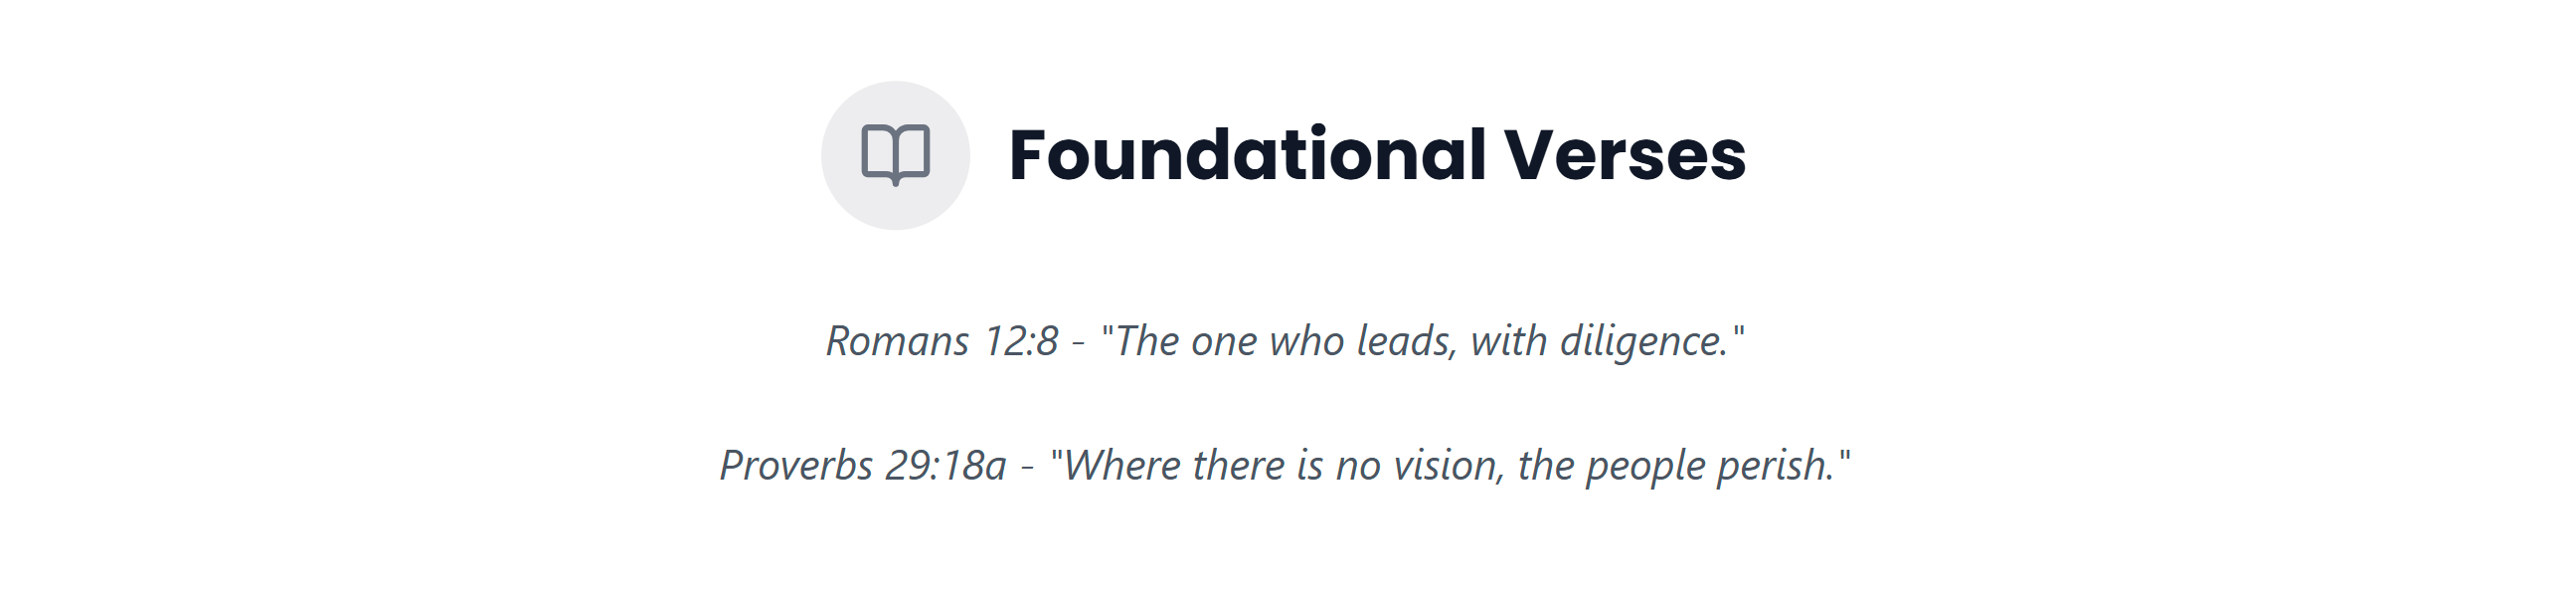 Foundational Verses
Romans 12:8 - "The one who leads, with diligence."
Proverbs 29:18a - "Where there is no vision, the people perish."